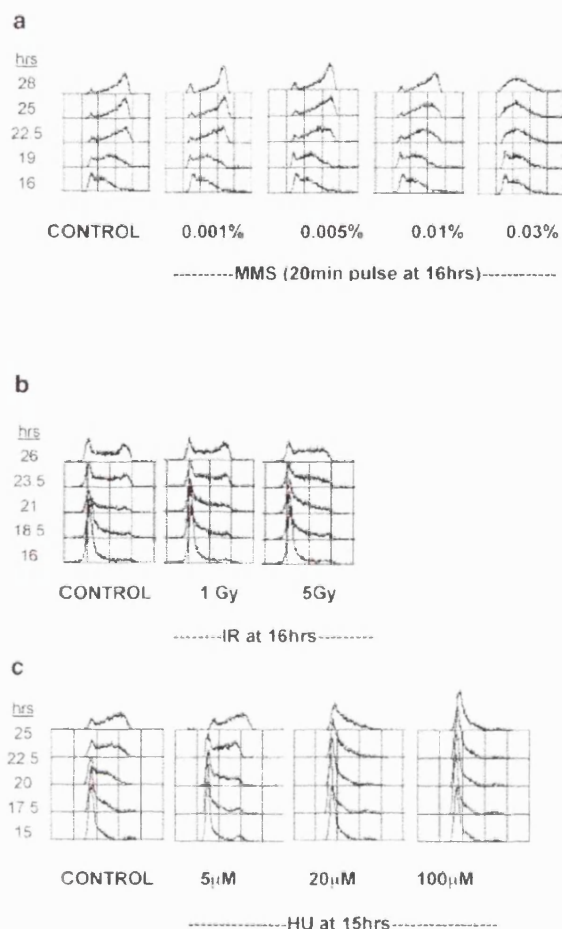 a
hrs
28
25
22 5
19
16
CONTROL 0.001% 0.005% 0.01% 0.03%
--------MMS (20min pulse at 16hrs)-----------
b
hrs
26
23.5
21
18 5
16
CONTROL 1 Gy 5Gy
-------IR at 16hrs--------
c
hrs
25
22 5
20
17 5
15
CONTROL 5µM 20µM 100µM
---------------HU at 15hrs----------------